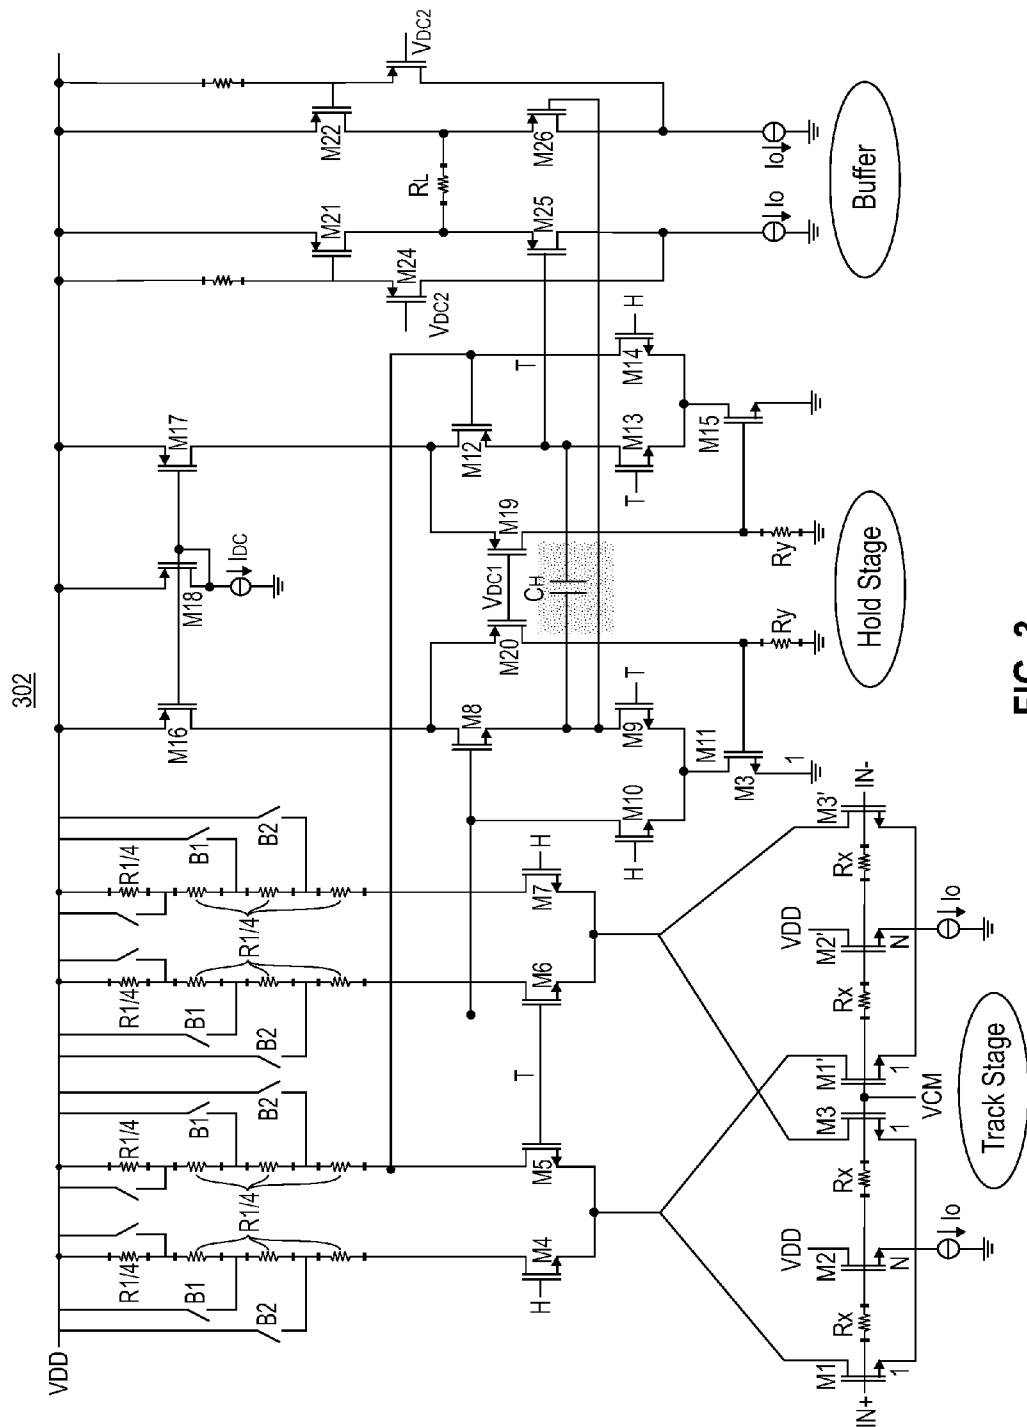 302
VDD
R1/4
B1
B2
R1/4
R1/4
B1
B2
R1/4
B1
B2
R1/4
R1/4
B1
B2
M16
M18
IDC
M17
M21
M22
RL
M24
VDC2
VDC2
M25
M26
Io
Io
Buffer
H
M4
M5
T
M6
M7
H
M8
M20
VDC1
M19
M12
CH
T
H
M10
M9
T
T
M13
M14
H
M11
M3
1
Ry
Ry
M15
Hold Stage
IN+
M1
1
Rx
VDD
M2
N
Io
Rx
M3
1
VCM
M1'
1
Rx
VDD
M2'
N
Io
Rx
M3'
IN-
Track Stage